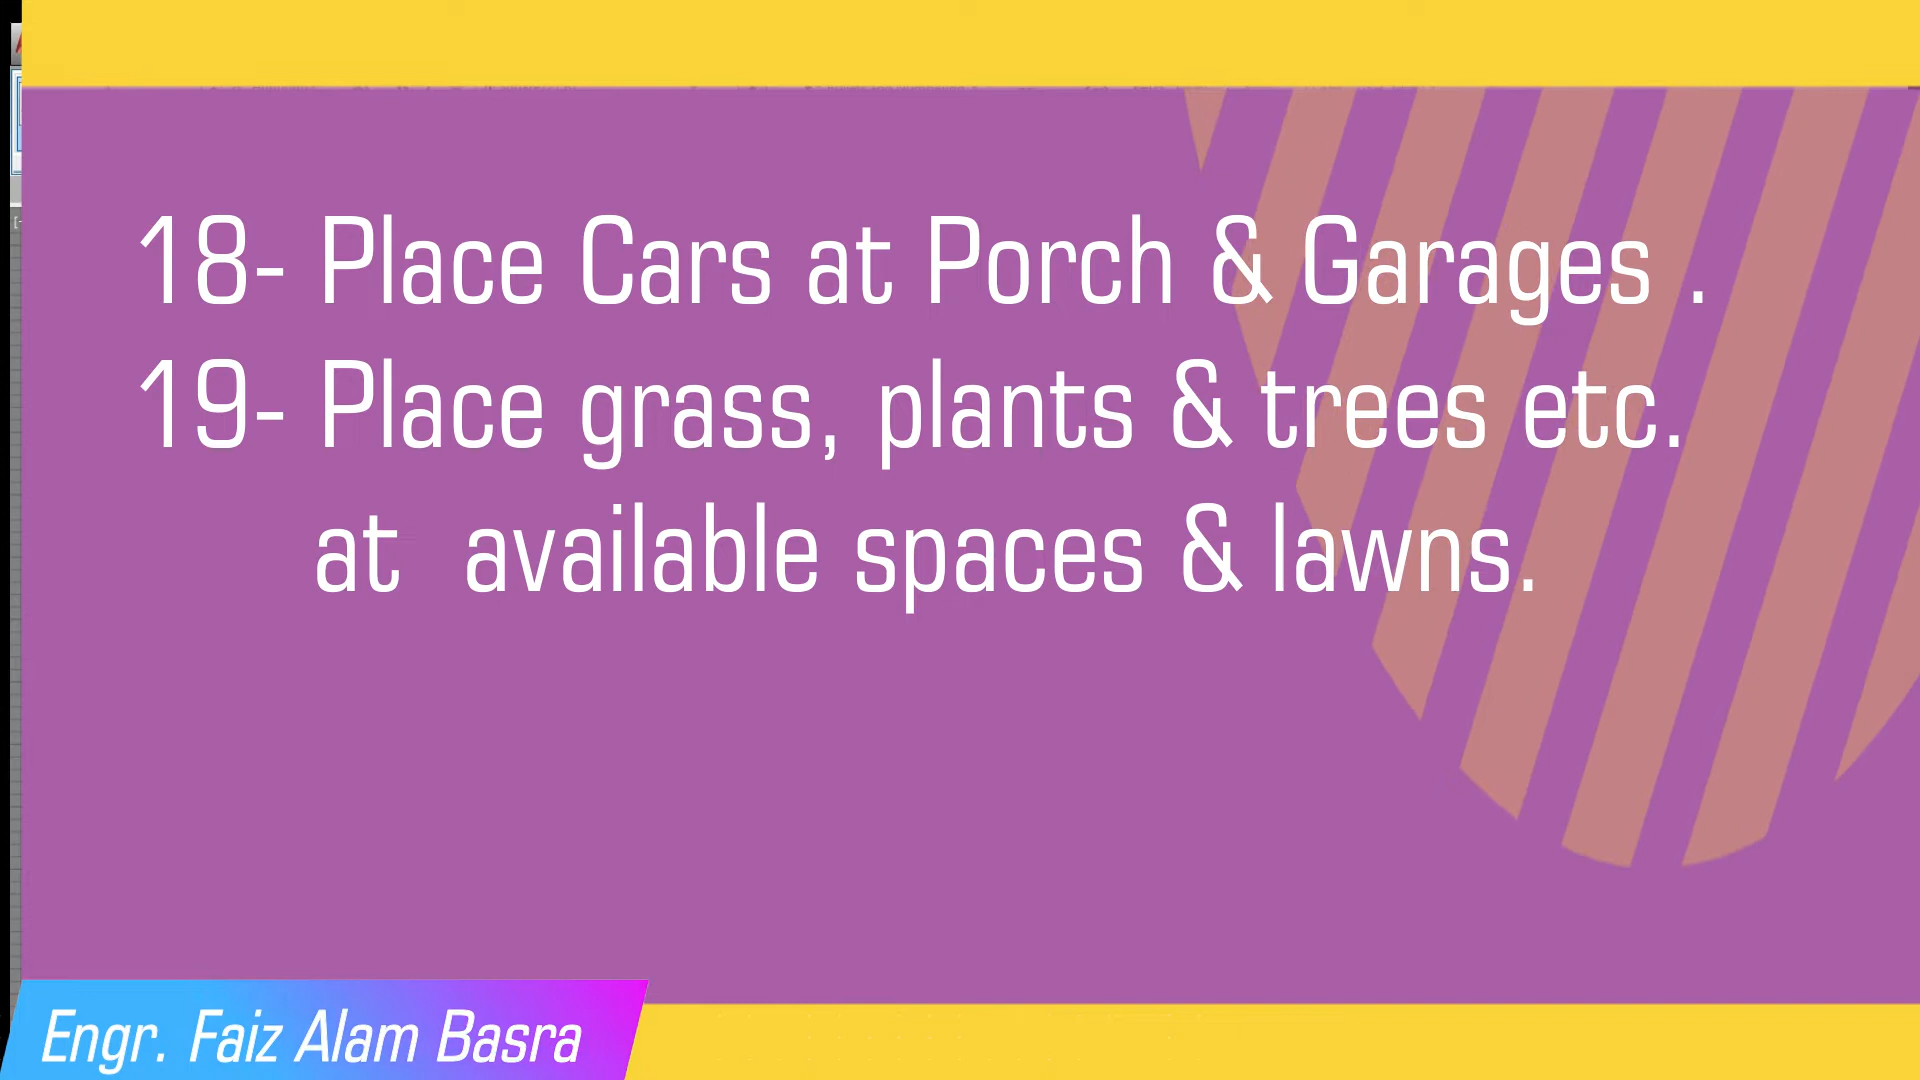 18- Place Cars at Porch & Garages .
19- Place grass, plants & trees etc.
at available spaces & lawns.
Engr. Faiz Alam Basra